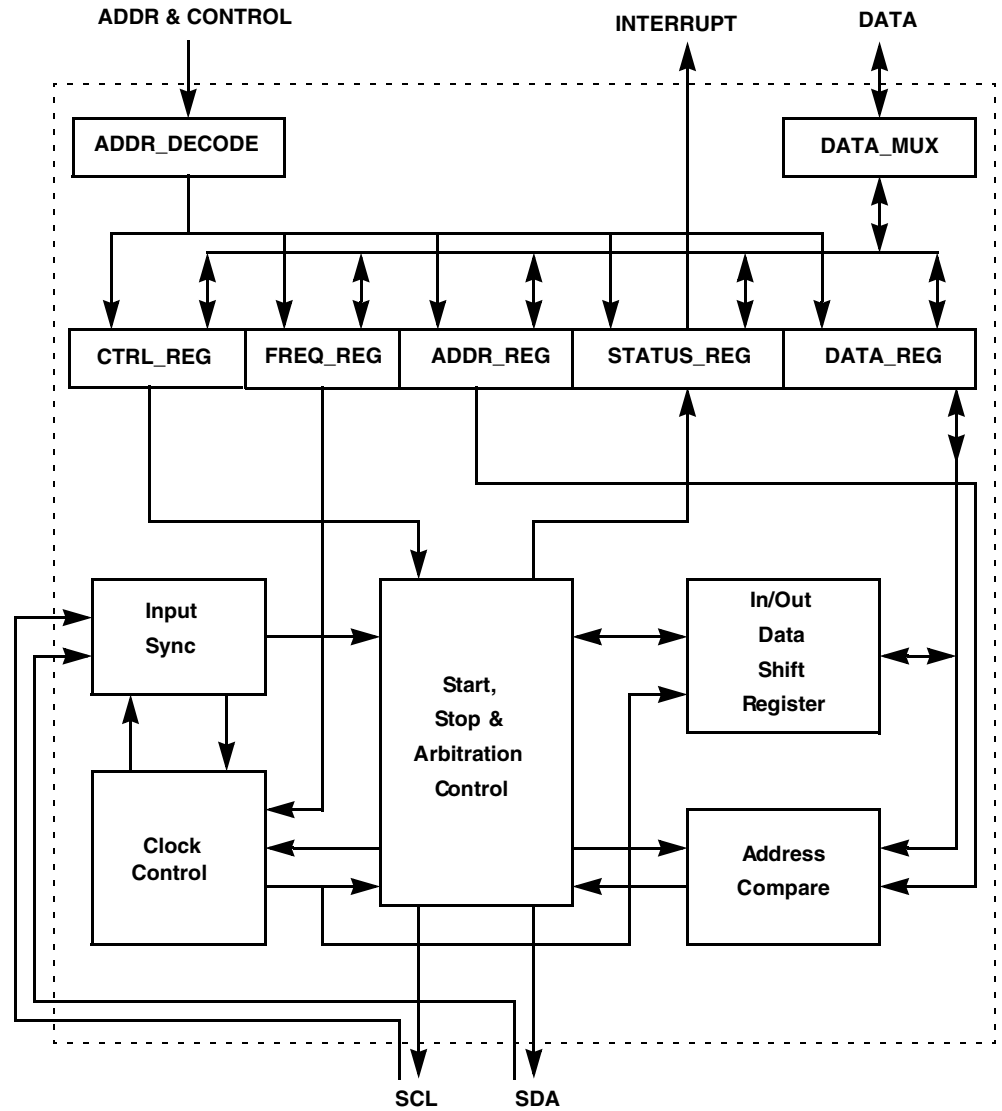 ADDR & CONTROL
INTERRUPT
DATA
ADDR_DECODE
DATA_MUX
CTRL_REG
FREQ_REG
ADDR_REG
STATUS_REG
DATA_REG
Input
Sync
Start,
Stop &
Arbitration
Control
In/Out
Data
Shift
Register
Clock
Control
Address
Compare
SCL
SDA